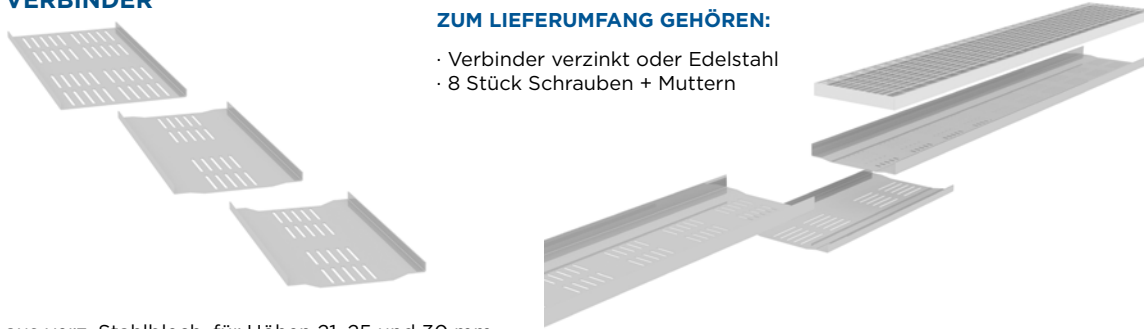 VERBINDER
ZUM LIEFERUMFANG GEHÖREN:
· Verbinder verzinkt oder Edelstahl
· 8 Stück Schrauben + Muttern
aus verz. Stahlblech, für Höhen 21, 25 und 30 mm